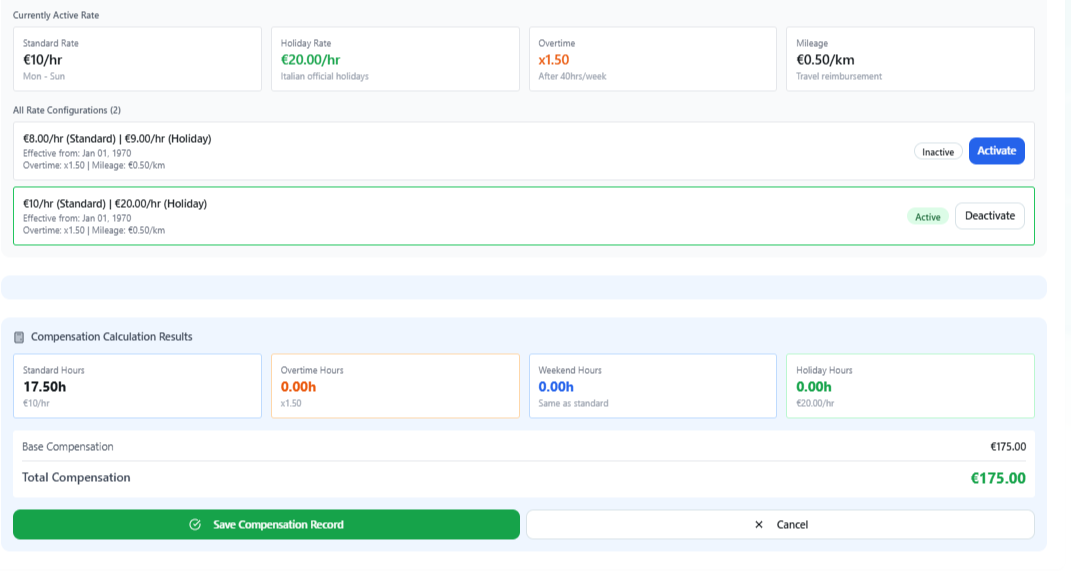 Currently Active Rate
Standard Rate
€10/hr
Mon - Sun
Holiday Rate
€20.00/hr
Italian official holidays
Overtime
x1.50
After 40hrs/week
Mileage
€0.50/km
Travel reimbursement
All Rate Configurations (2)
€8.00/hr (Standard) | €9.00/hr (Holiday)
Effective from: Jan 01, 1970
Overtime: x1.50 | Mileage: €0.50/km
Inactive
Activate
€10/hr (Standard) | €20.00/hr (Holiday)
Effective from: Jan 01, 1970
Overtime: x1.50 | Mileage: €0.50/km
Active
Deactivate
Compensation Calculation Results
Standard Hours
17.50h
€10/hr
Overtime Hours
0.00h
x1.50
Weekend Hours
0.00h
Same as standard
Holiday Hours
0.00h
€20.00/hr
Base Compensation €175.00
Total Compensation €175.00
Save Compensation Record
Cancel